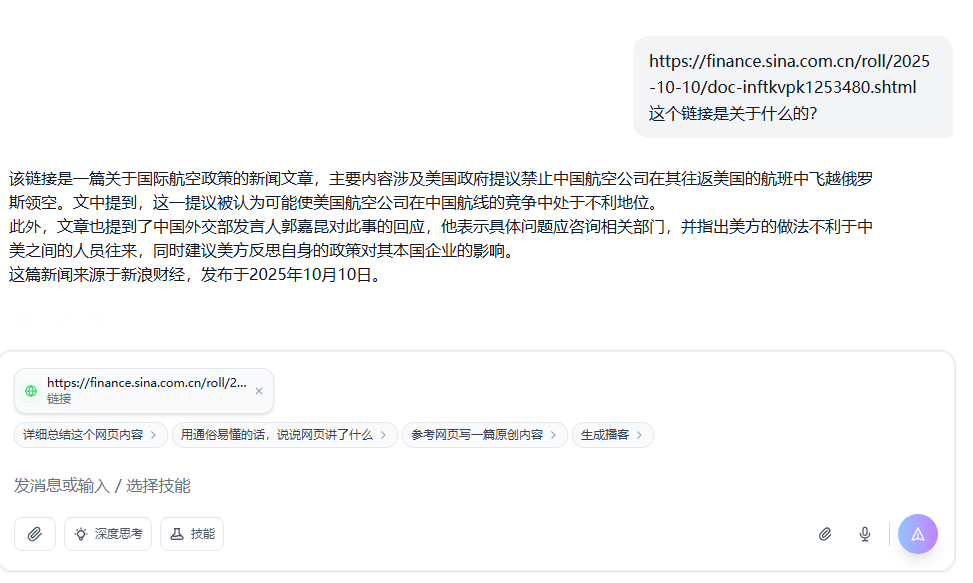 https://finance.sina.com.cn/roll/2025
-10-10/doc-inftkvpk1253480.shtml
这个链接是关于什么的？
该链接是一篇关于国际航空政策的新闻文章，主要内容涉及美国政府提议禁止中国航空公司在其往返美国的航班中飞越俄罗
斯领空。文中提到，这一提议被认为可能使美国航空公司在中国航线的竞争中处于不利地位。
此外，文章也提到了中国外交部发言人郭嘉昆对此事的回应，他表示具体问题应咨询相关部门，并指出美方的做法不利于中
美之间的人员往来，同时建议美方反思自身的政策对其本国企业的影响。
这篇新闻来源于新浪财经，发布于2025年10月10日。
https://finance.sina.com.cn/roll/2...
链接
详细总结这个网页内容
用通俗易懂的话，说说网页讲了什么
参考网页写一篇原创内容
生成播客
发消息或输入 / 选择技能
深度思考
技能